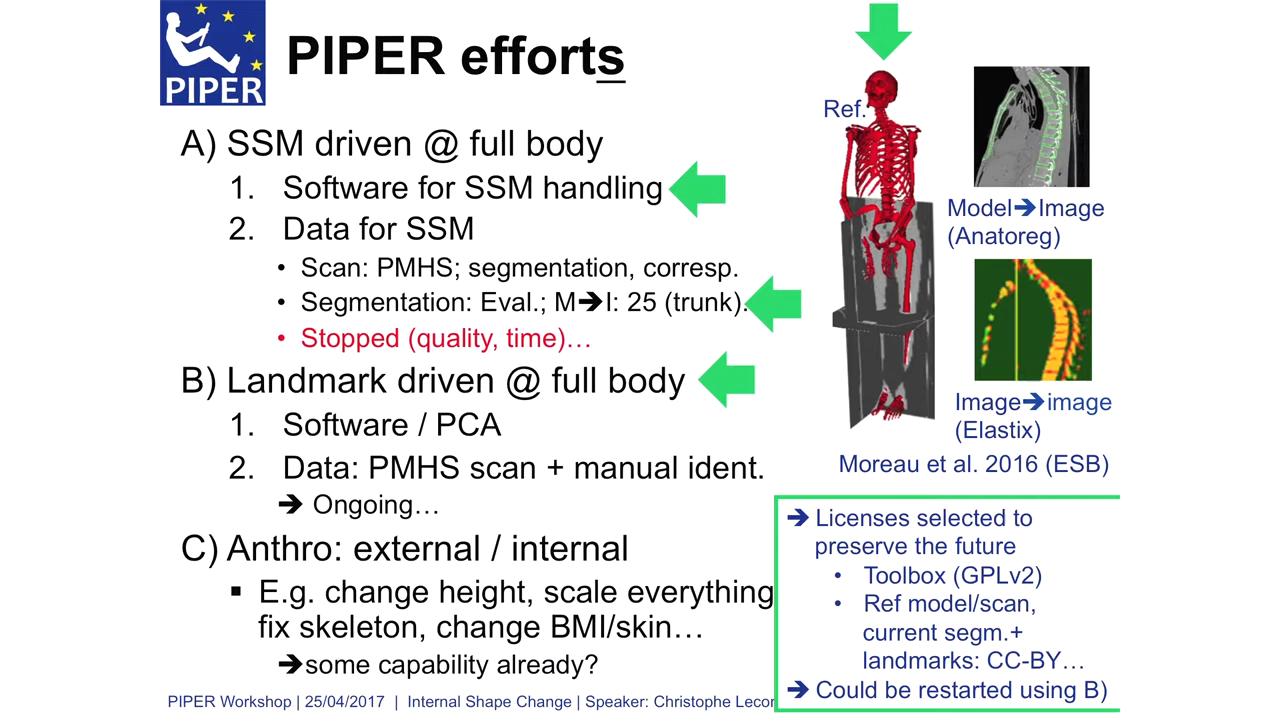 PIPER
PIPER efforts
A) SSM driven @ full body
1. Software for SSM handling
2. Data for SSM
• Scan: PMHS; segmentation, corresp.
• Segmentation: Eval.; M➔I: 25 (trunk).
• Stopped (quality, time)…
B) Landmark driven @ full body
1. Software / PCA
2. Data: PMHS scan + manual ident.
➔ Ongoing…
C) Anthro: external / internal
▪ E.g. change height, scale everything
fix skeleton, change BMI/skin…
➔some capability already?
Ref.
Model➔Image
(Anatoreg)
Image➔image
(Elastix)
Moreau et al. 2016 (ESB)
➔ Licenses selected to
preserve the future
• Toolbox (GPLv2)
• Ref model/scan,
current segm.+
landmarks: CC-BY…
➔ Could be restarted using B)
PIPER Workshop | 25/04/2017 | Internal Shape Change | Speaker: Christophe Lecor